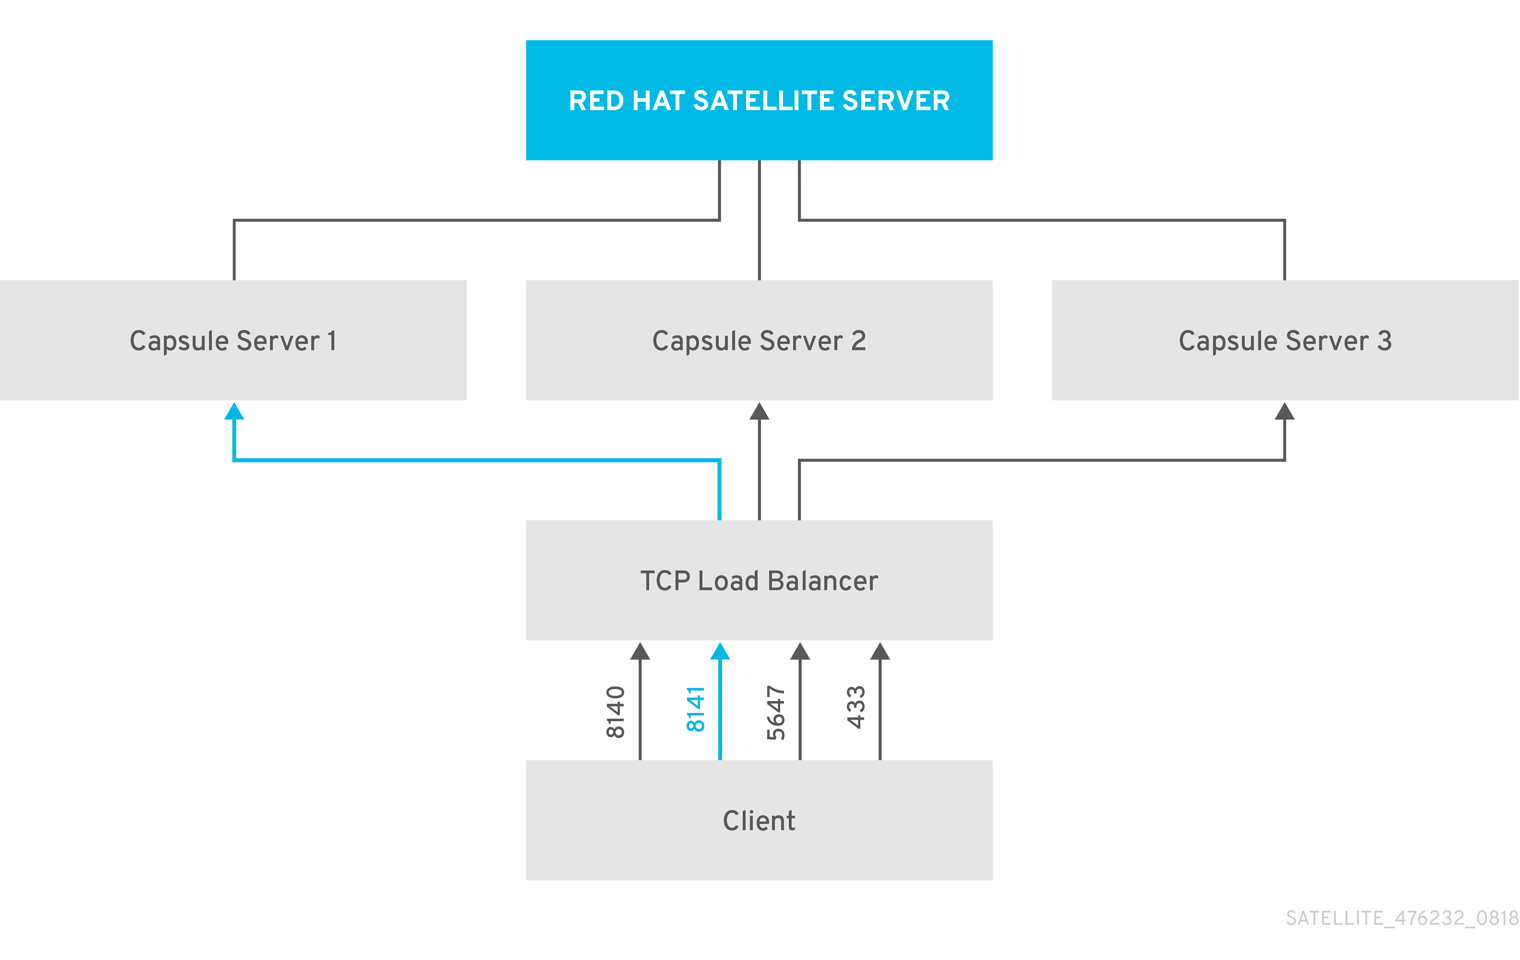 RED HAT SATELLITE SERVER
Capsule Server 1
Capsule Server 2
Capsule Server 3
TCP Load Balancer
8140
8141
5647
433
Client
SATELLITE_476232_0818